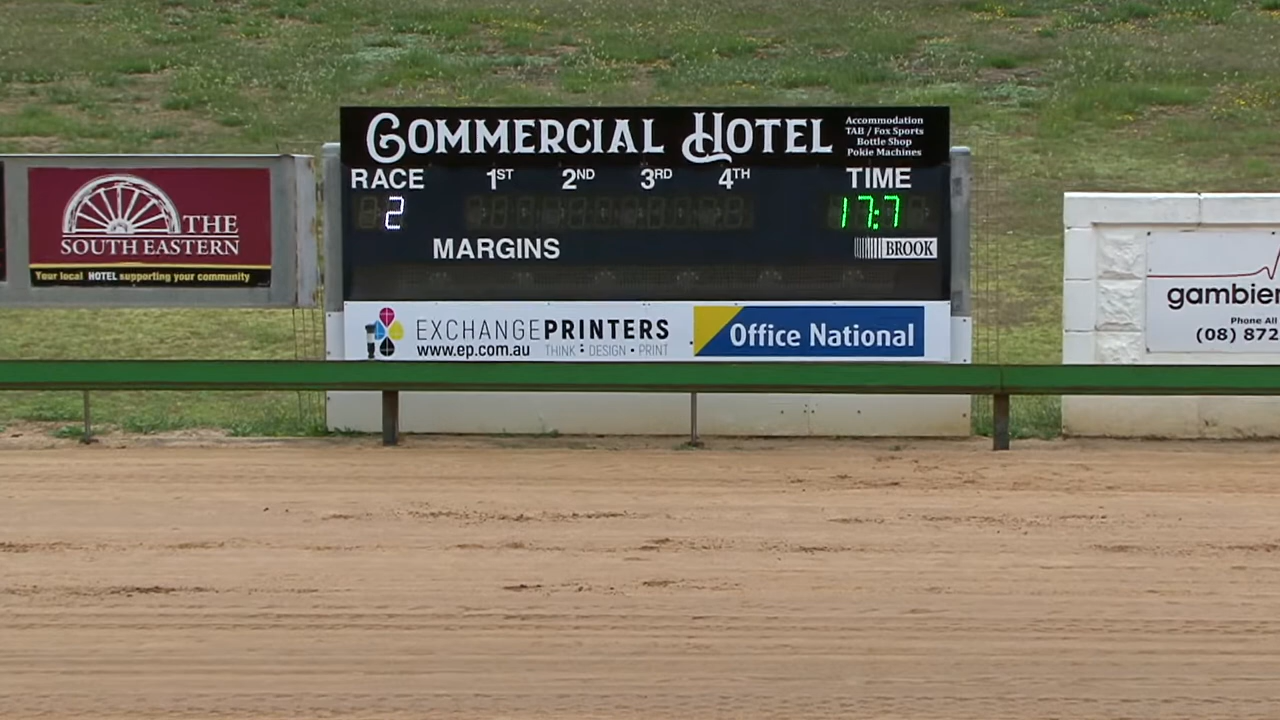 COMMERCIAL HOTEL
Accommodation
TAB / Fox Sports
Bottle Shop
Pokie Machines
RACE 1ST 2ND 3RD 4TH TIME
2 17:7
MARGINS
BROOK
THE
SOUTH EASTERN
Your local HOTEL supporting your community
EXCHANGEPRINTERS
www.ep.com.au THINK : DESIGN • PRINT
Office National
gambier
Phone All
(08) 872